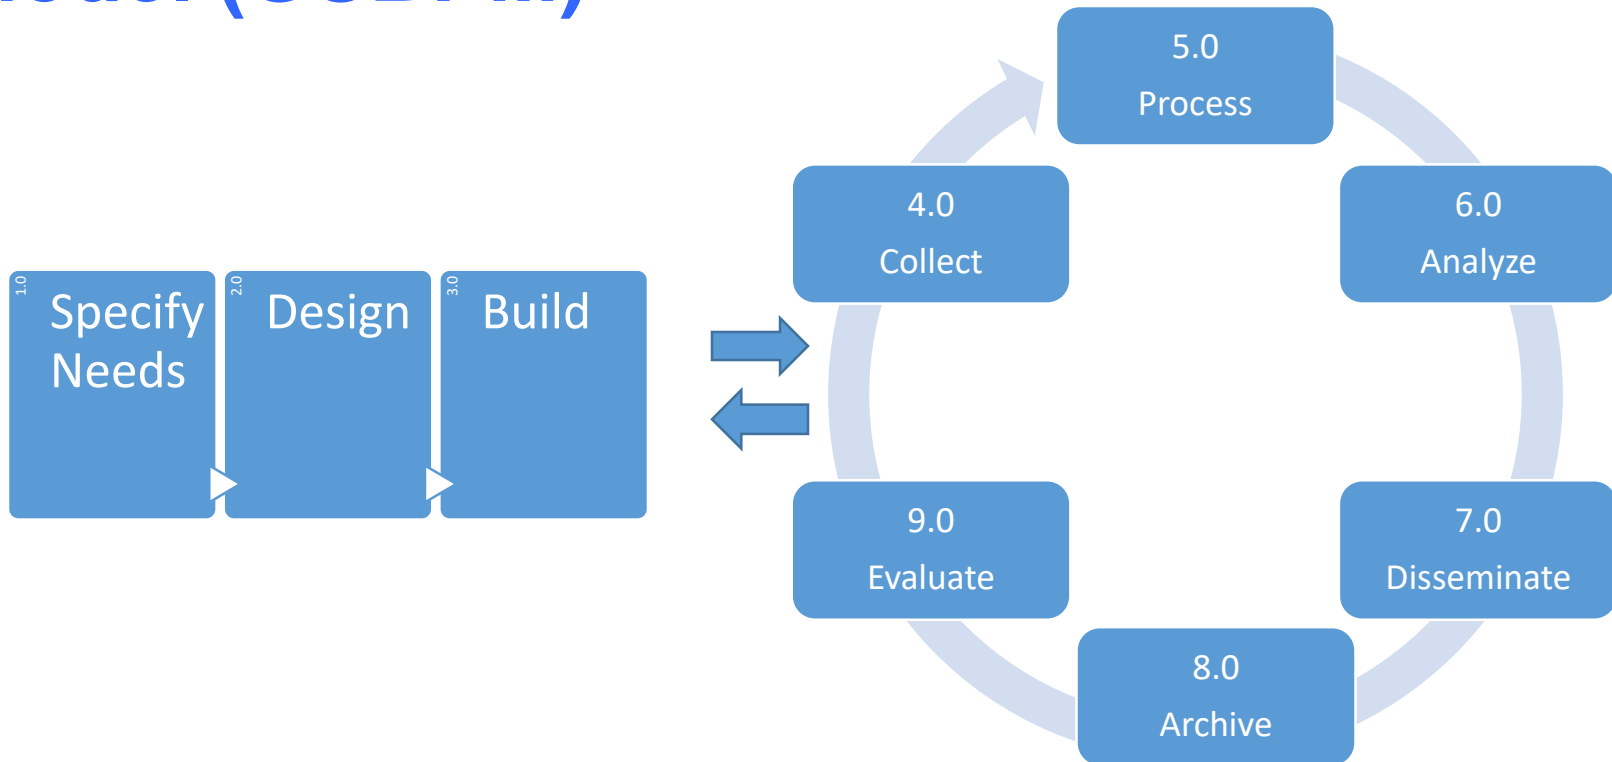 5.0
Process
4.0
Collect
6.0
Analyze
1.0
Specify
Needs
2.0
Design
3.0
Build
9.0
Evaluate
7.0
Disseminate
8.0
Archive